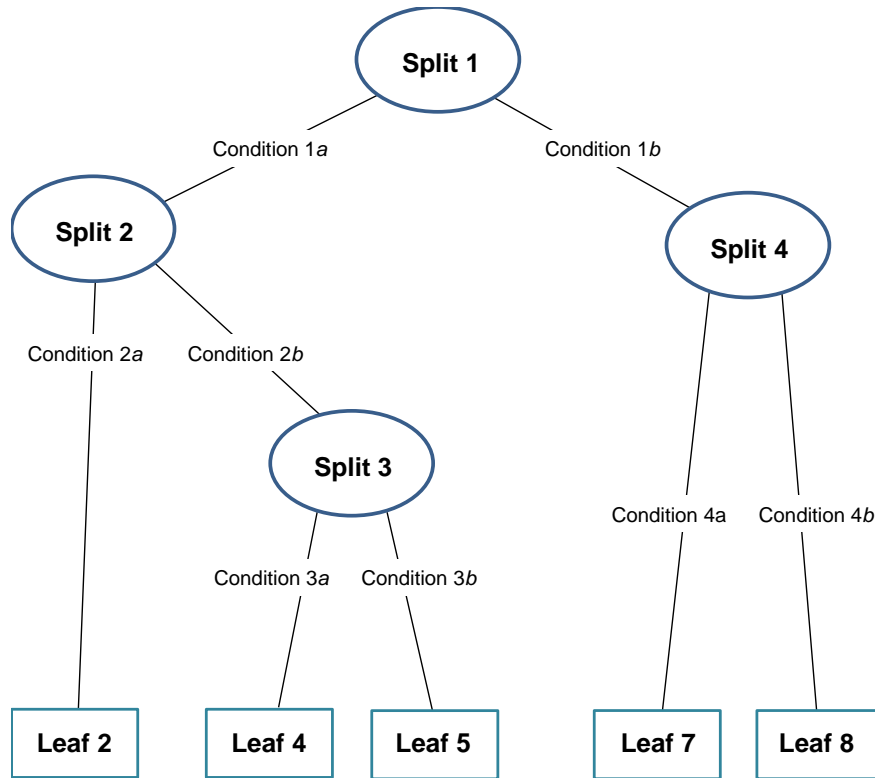 Split 1
Condition 1a
Condition 1b
Split 2
Split 4
Condition 2a
Condition 2b
Split 3
Condition 4a
Condition 4b
Condition 3a
Condition 3b
Leaf 2
Leaf 4
Leaf 5
Leaf 7
Leaf 8